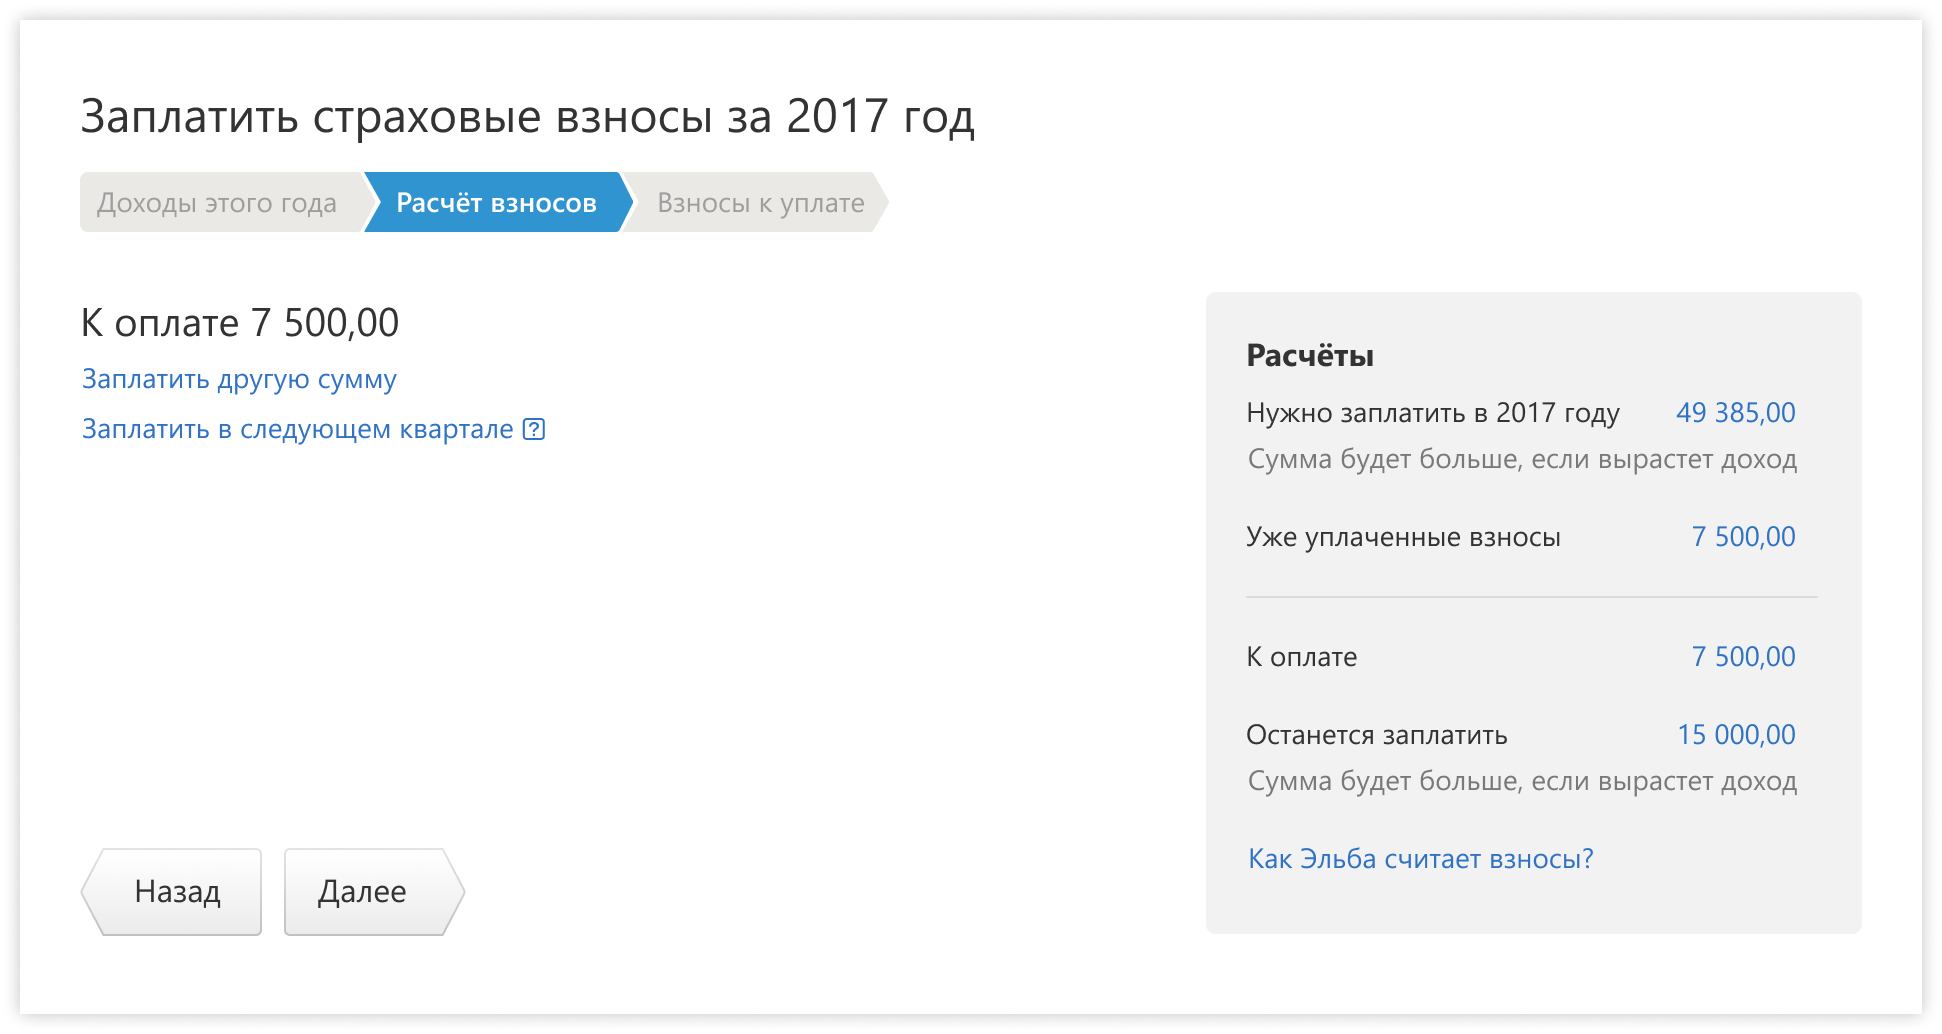 Заплатить страховые взносы за 2017 год
Доходы этого года
Расчёт взносов
Взносы к уплате
К оплате 7 500,00
Заплатить другую сумму
Заплатить в следующем квартале ?
Расчёты
Нужно заплатить в 2017 году 49 385,00
Сумма будет больше, если вырастет доход
Уже уплаченные взносы 7 500,00
К оплате 7 500,00
Останется заплатить 15 000,00
Сумма будет больше, если вырастет доход
Как Эльба считает взносы?
Назад
Далее